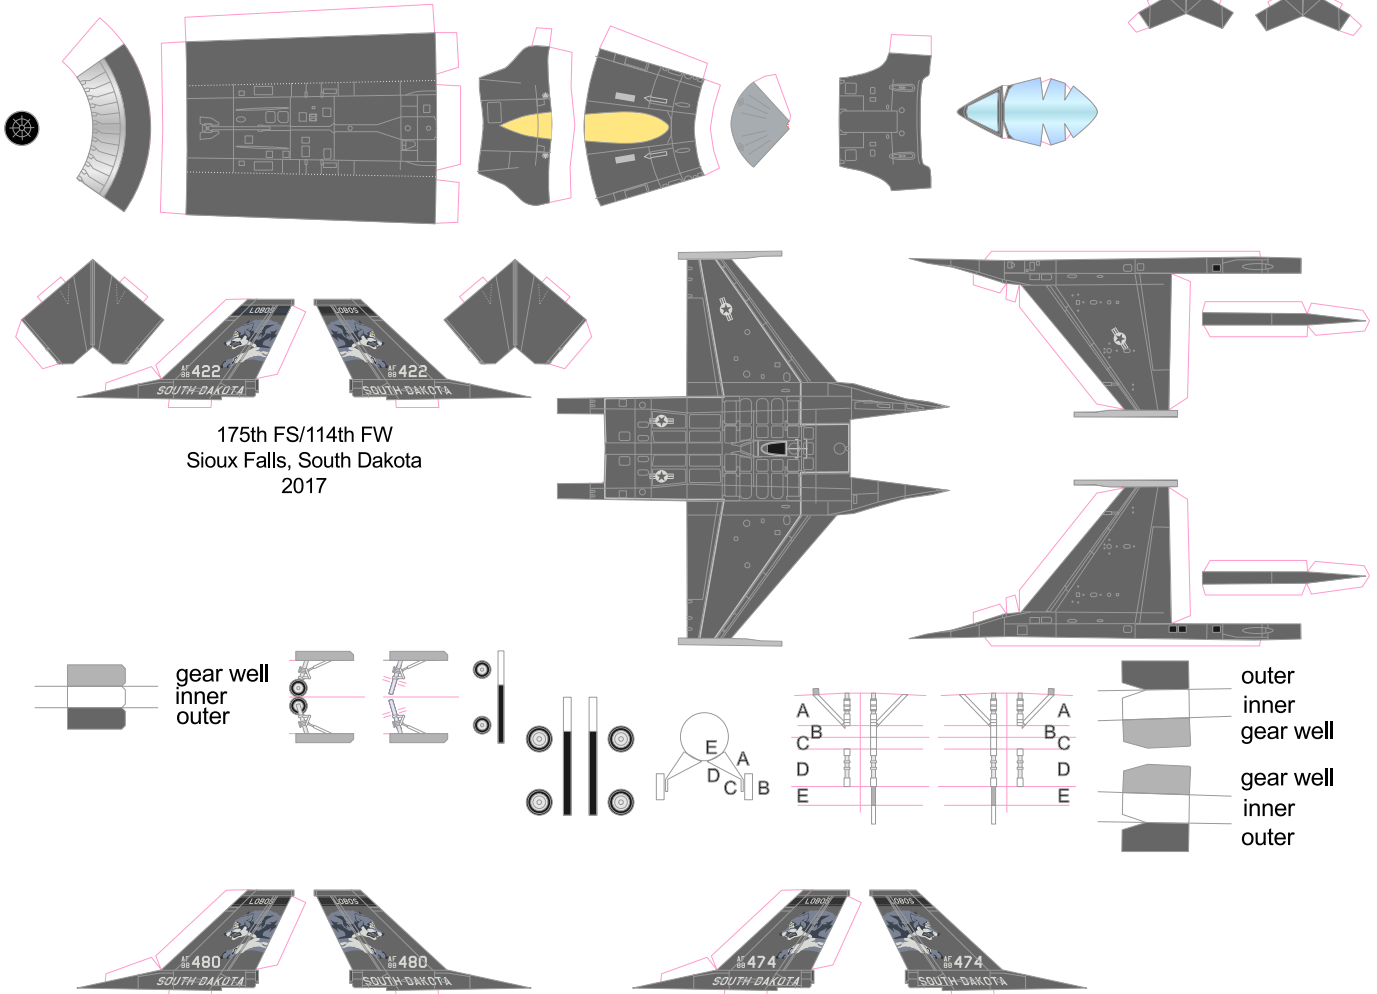 LOBOS
LOBOS
AF
88 422
AF
88 422
SOUTH DAKOTA
SOUTH DAKOTA
175th FS/114th FW
Sioux Falls, South Dakota
2017
gear well
inner
outer
A
B
C
D
E
E
A
D
C
B
A
B
C
D
E
outer
inner
gear well
gear well
inner
outer
LOBOS
LOBOS
AF
88 480
AF
88 480
SOUTH DAKOTA
SOUTH DAKOTA
LOBOS
LOBOS
AF
88 474
AF
88 474
SOUTH DAKOTA
SOUTH DAKOTA